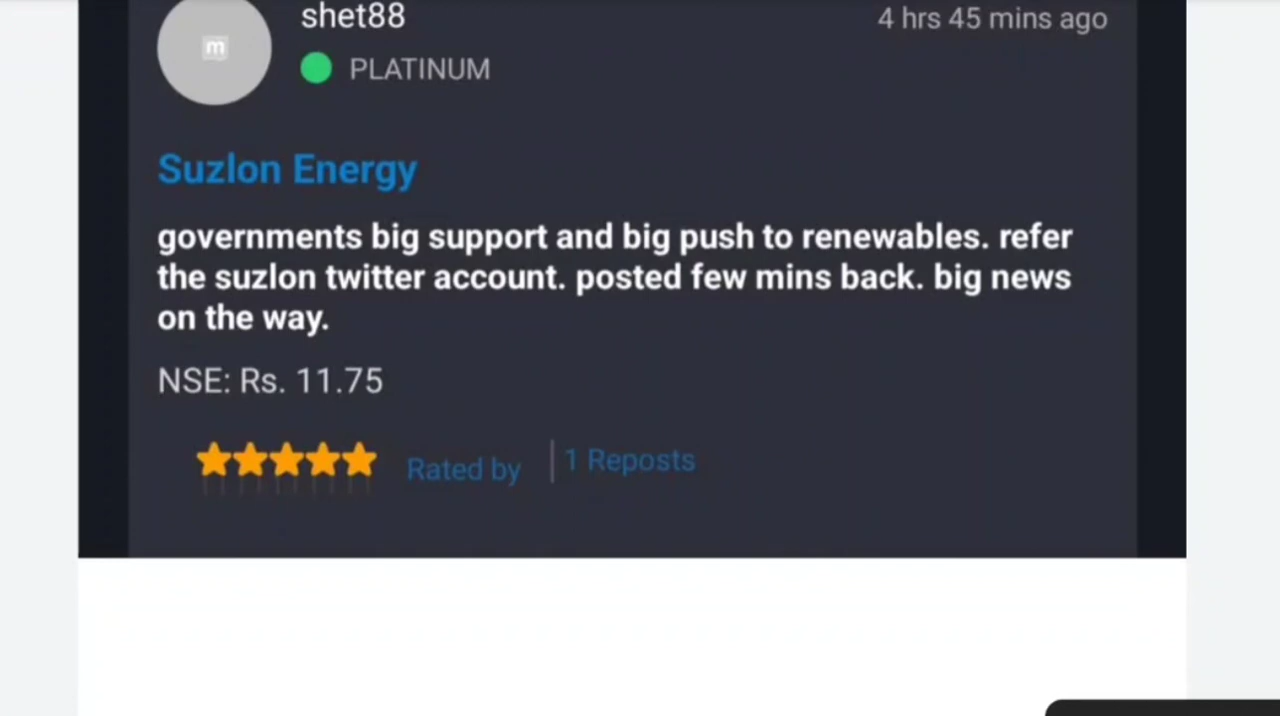 shet88
4 hrs 45 mins ago
m
PLATINUM
Suzlon Energy
governments big support and big push to renewables. refer
the suzlon twitter account. posted few mins back. big news
on the way.
NSE: Rs. 11.75
Rated by
1 Reposts